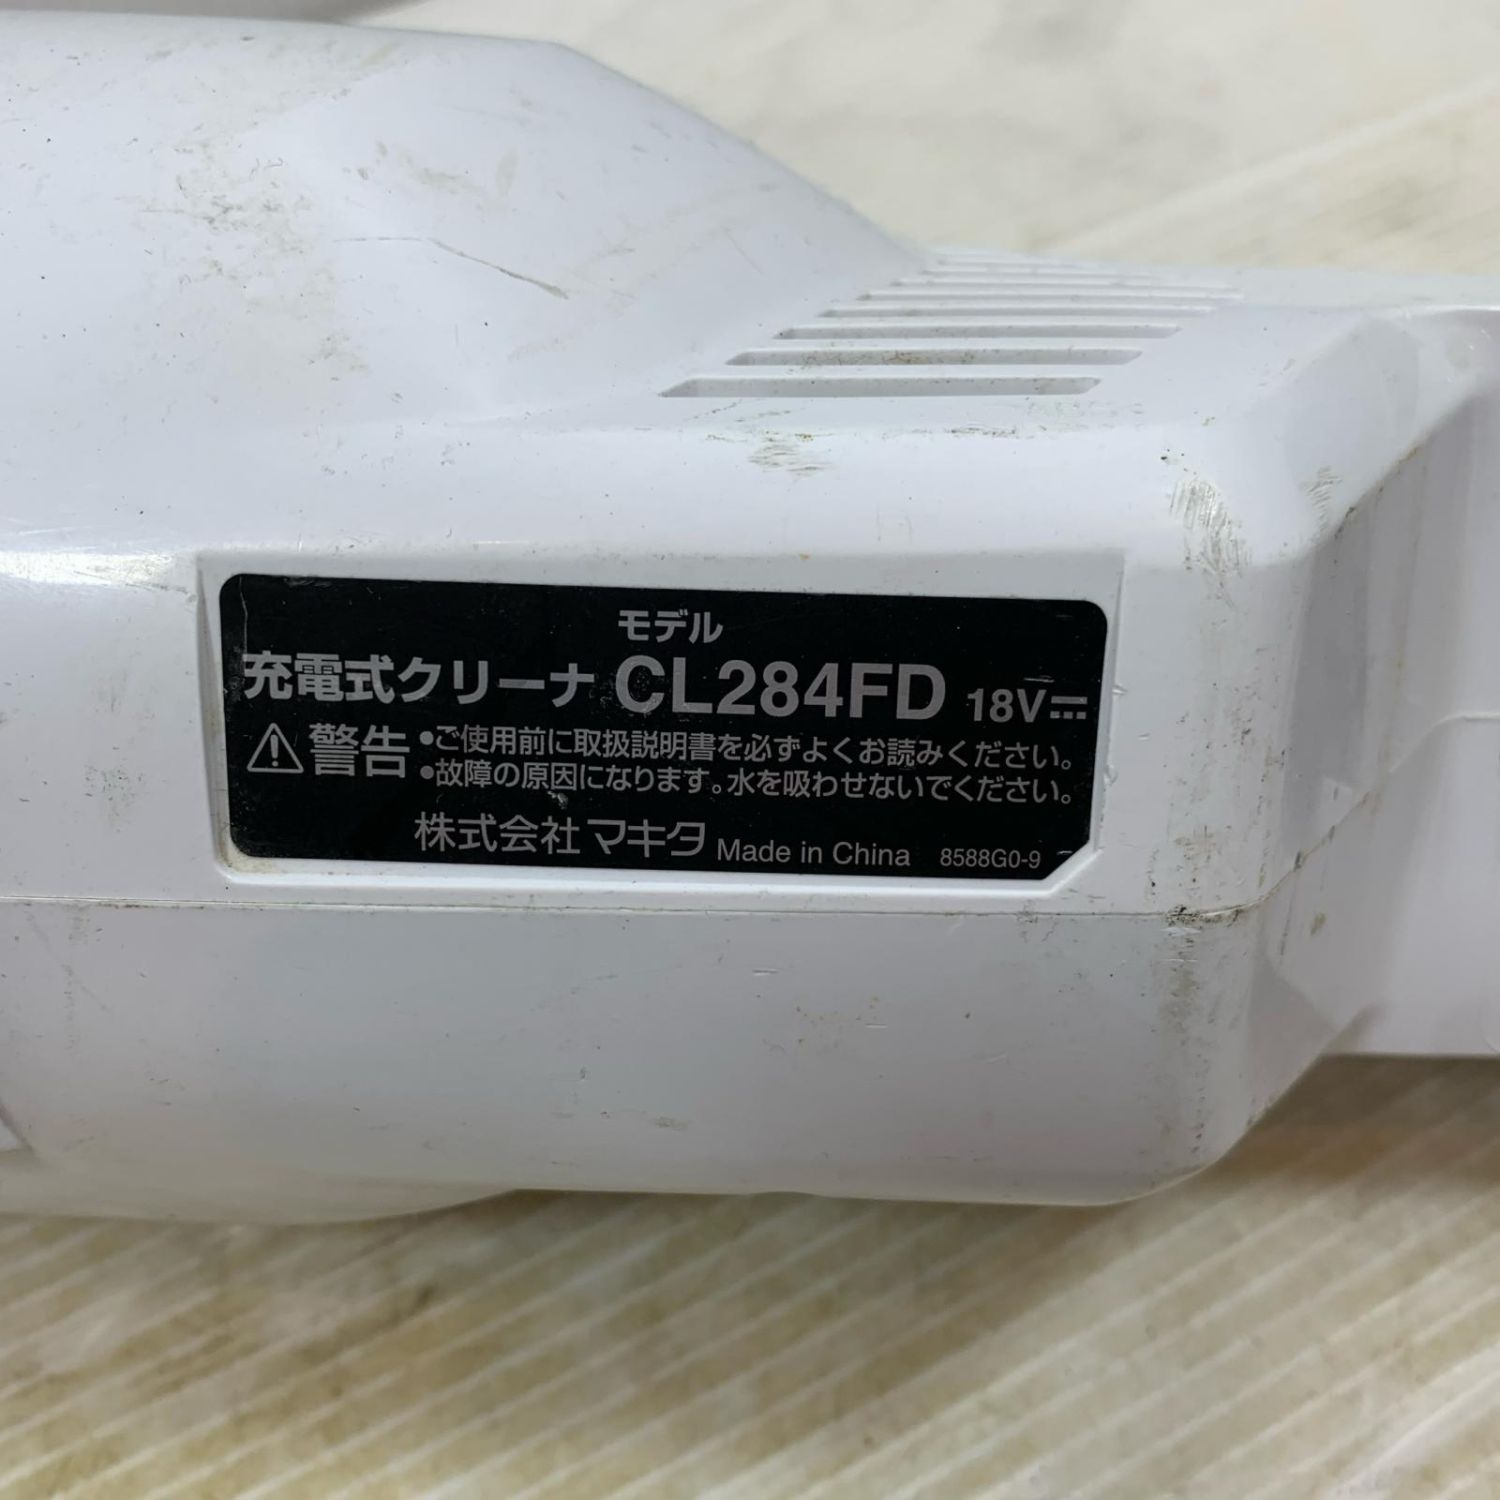 モデル
充電式クリーナ CL284FD 18V⎓
⚠警告 •ご使用前に取扱説明書を必ずよくお読みください。
•故障の原因になります。水を吸わせないでください。
株式会社 マキタ Made in China 8588G0-9